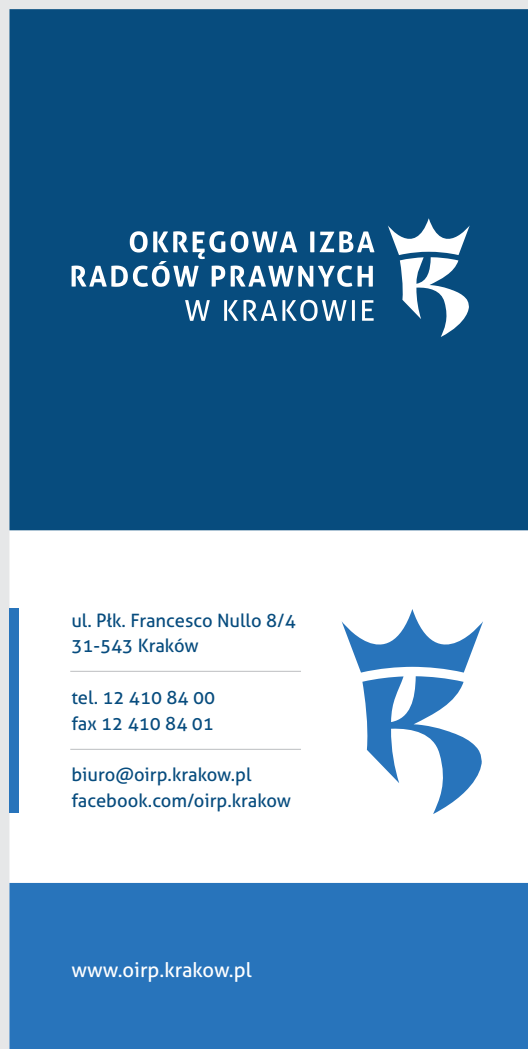 OKRĘGOWA IZBA
RADCÓW PRAWNYCH
W KRAKOWIE
ul. Płk. Francesco Nullo 8/4
31-543 Kraków
tel. 12 410 84 00
fax 12 410 84 01
biuro@oirp.krakow.pl
facebook.com/oirp.krakow
www.oirp.krakow.pl